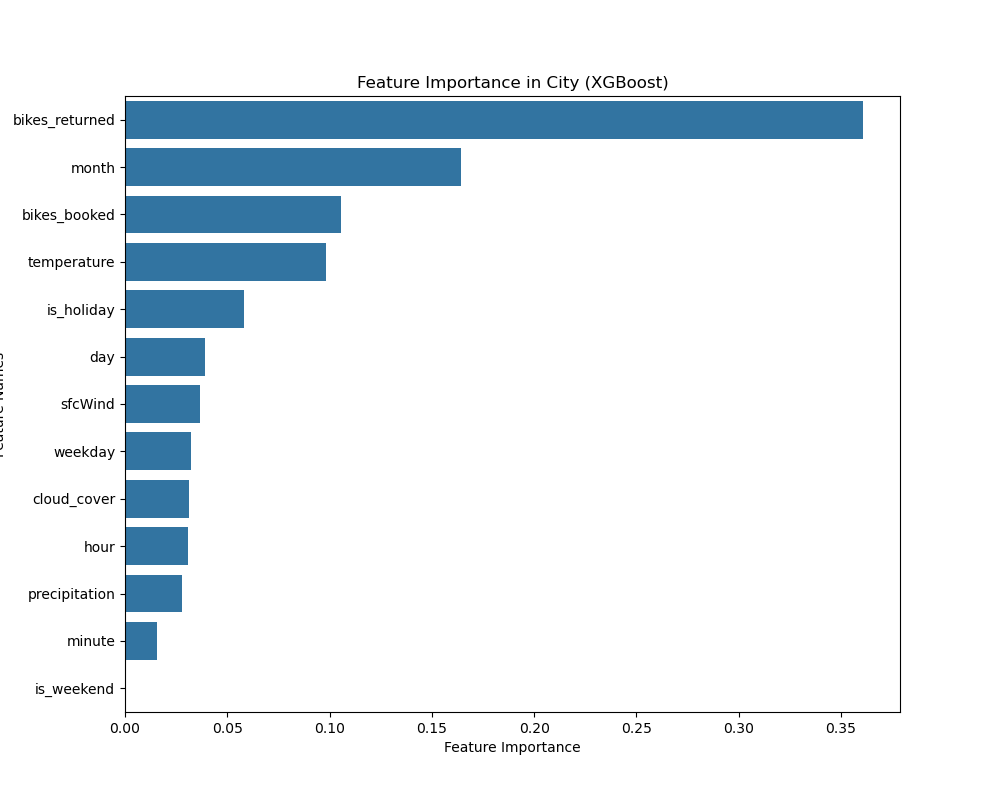 Feature Importance in City (XGBoost)
bikes_returned
month
bikes_booked
temperature
is_holiday
day
sfcWind
weekday
cloud_cover
hour
precipitation
minute
is_weekend
0.00 0.05 0.10 0.15 0.20 0.25 0.30 0.35
Feature Importance